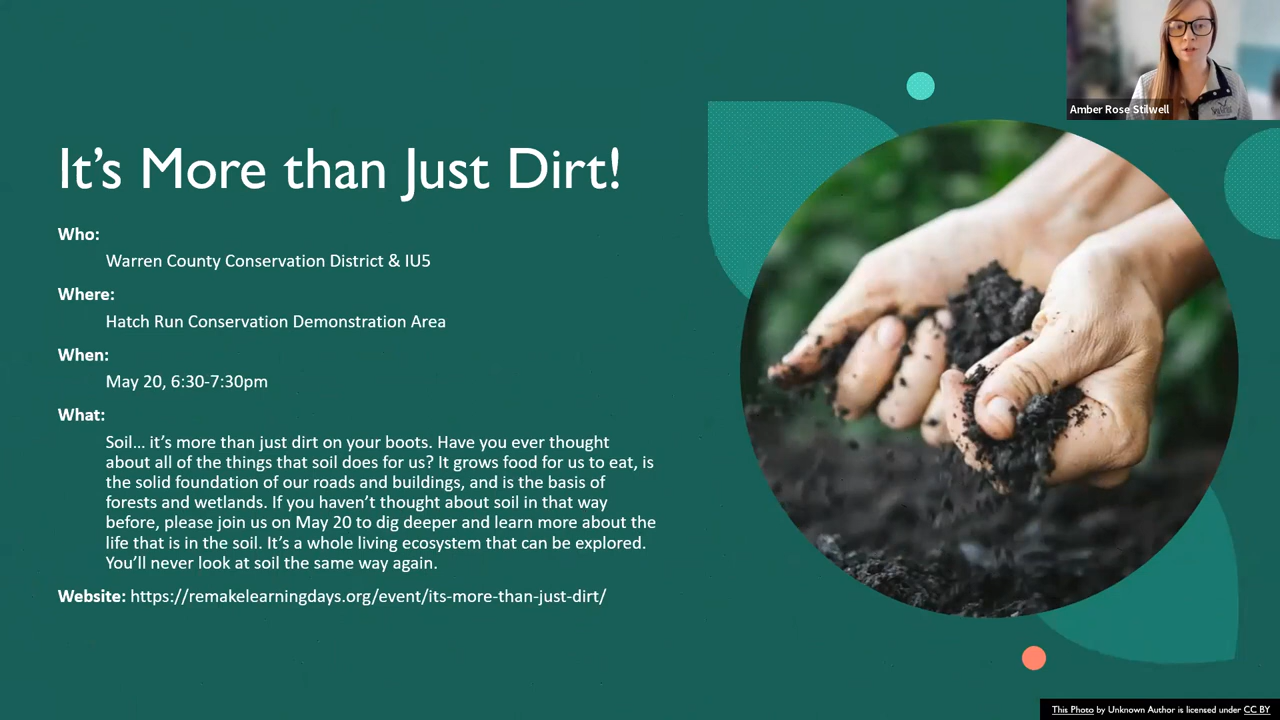 Amber Rose Stilwell
It's More than Just Dirt!
Who:
Warren County Conservation District & IU5
Where:
Hatch Run Conservation Demonstration Area
When:
May 20, 6:30-7:30pm
What:
Soil... it's more than just dirt on your boots. Have you ever thought
about all of the things that soil does for us? It grows food for us to eat, is
the solid foundation of our roads and buildings, and is the basis of
forests and wetlands. If you haven't thought about soil in that way
before, please join us on May 20 to dig deeper and learn more about the
life that is in the soil. It's a whole living ecosystem that can be explored.
You'll never look at soil the same way again.
Website: https://remakelearningdays.org/event/its-more-than-just-dirt/
This Photo by Unknown Author is licensed under CC BY